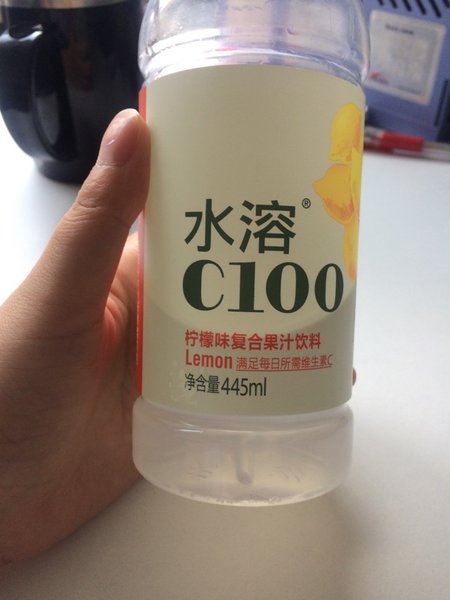 水溶®
C100
柠檬味复合果汁饮料
Lemon 满足每日所需维生素C
净含量445ml